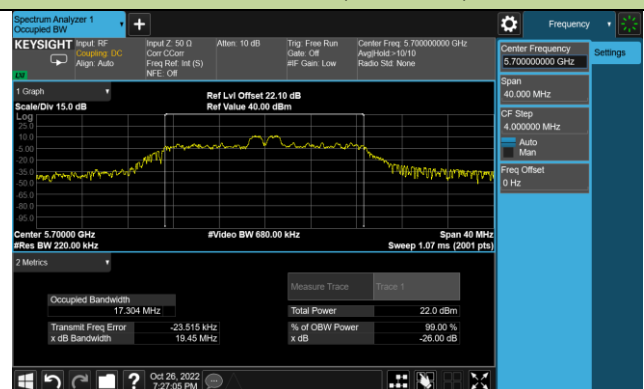 Spectrum Analyzer 1
Occupied BW
Frequency
KEYSIGHT
Input: RF
Coupling: DC
Align: Auto
Input Z: 50 Ω
Corr CCorr
Freq Ref: Int (S)
NFE: Off
Atten: 10 dB
Trig: Free Run
Gate: Off
#IF Gain: Low
Center Freq: 5.700000000 GHz
Avg|Hold:>10/10
Radio Std: None
LXI
Center Frequency
5.700000000 GHz
Settings
Span
40.000 MHz
CF Step
4.000000 MHz
Auto
Man
Freq Offset
0 Hz
1 Graph
Scale/Div 15.0 dB
Ref Lvl Offset 22.10 dB
Ref Value 40.00 dBm
Log
25.0
10.0
-5.00
-20.0
-35.0
-50.0
-65.0
-80.0
-95.0
Center 5.70000 GHz
#Res BW 220.00 kHz
#Video BW 680.00 kHz
Span 40 MHz
Sweep 1.07 ms (2001 pts)
2 Metrics
Measure Trace
Trace 1
Occupied Bandwidth
17.304 MHz
Total Power
22.0 dBm
Transmit Freq Error
-23.515 kHz
% of OBW Power
99.00 %
x dB Bandwidth
19.45 MHz
x dB
-26.00 dB
Oct 26, 2022
7:27:05 PM